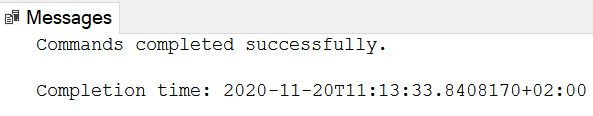 Messages
Commands completed successfully.
Completion time: 2020-11-20T11:13:33.8408170+02:00